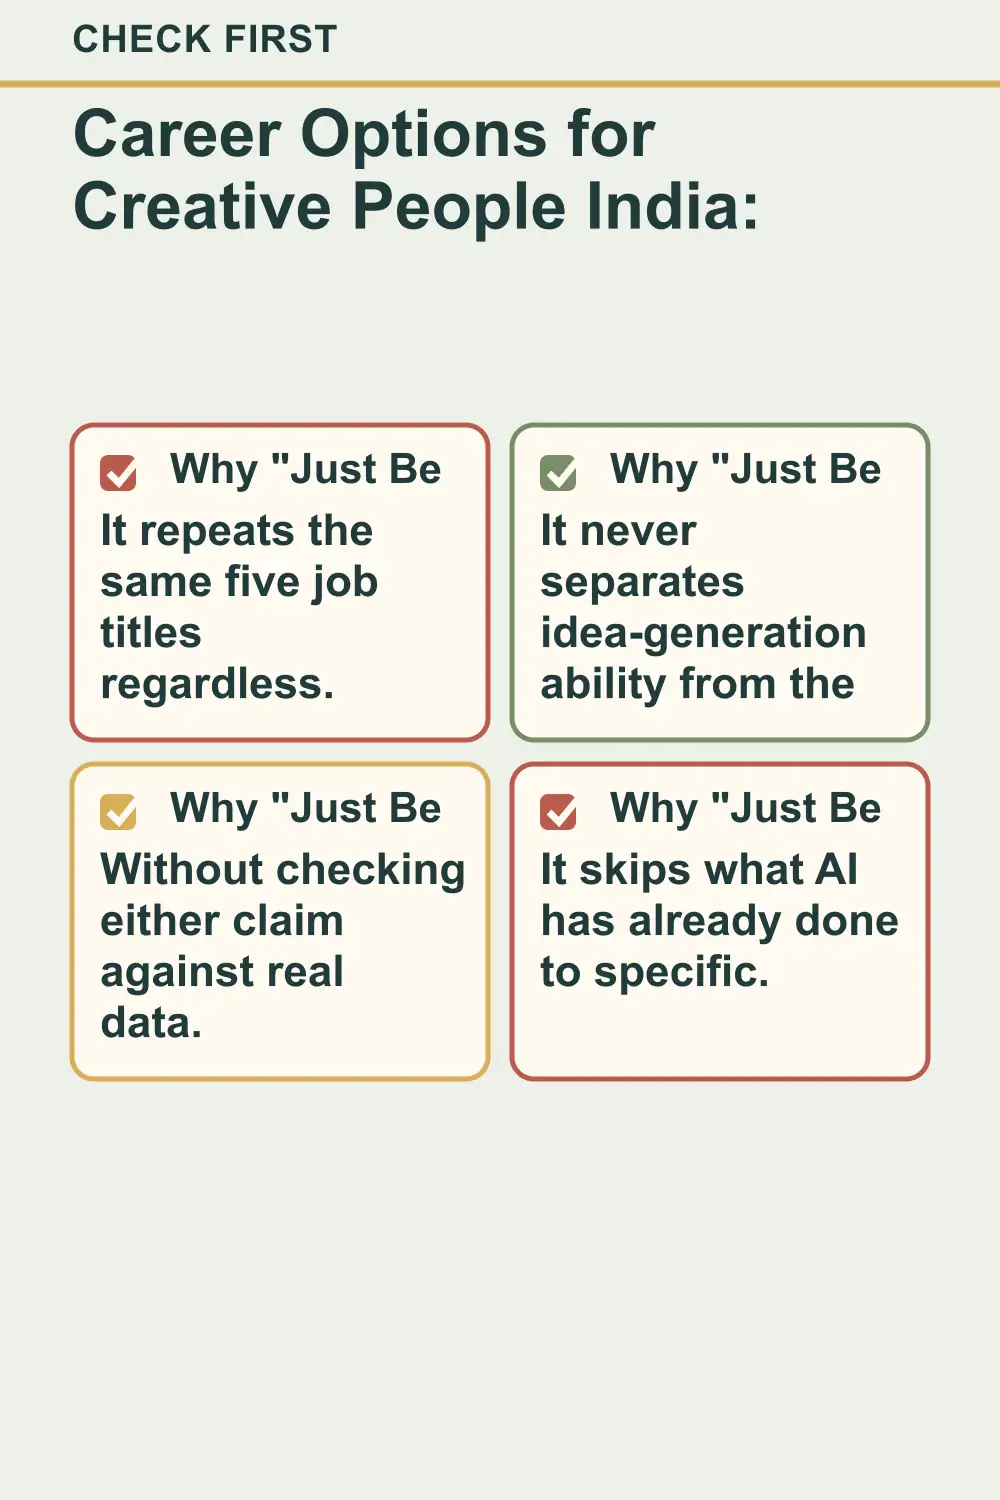 CHECK FIRST
Career Options for
Creative People India:
Why "Just Be
It repeats the
same five job
titles
regardless.
Why "Just Be
It never
separates
idea-generation
ability from the
Why "Just Be
Without checking
either claim
against real
data.
Why "Just Be
It skips what AI
has already done
to specific.